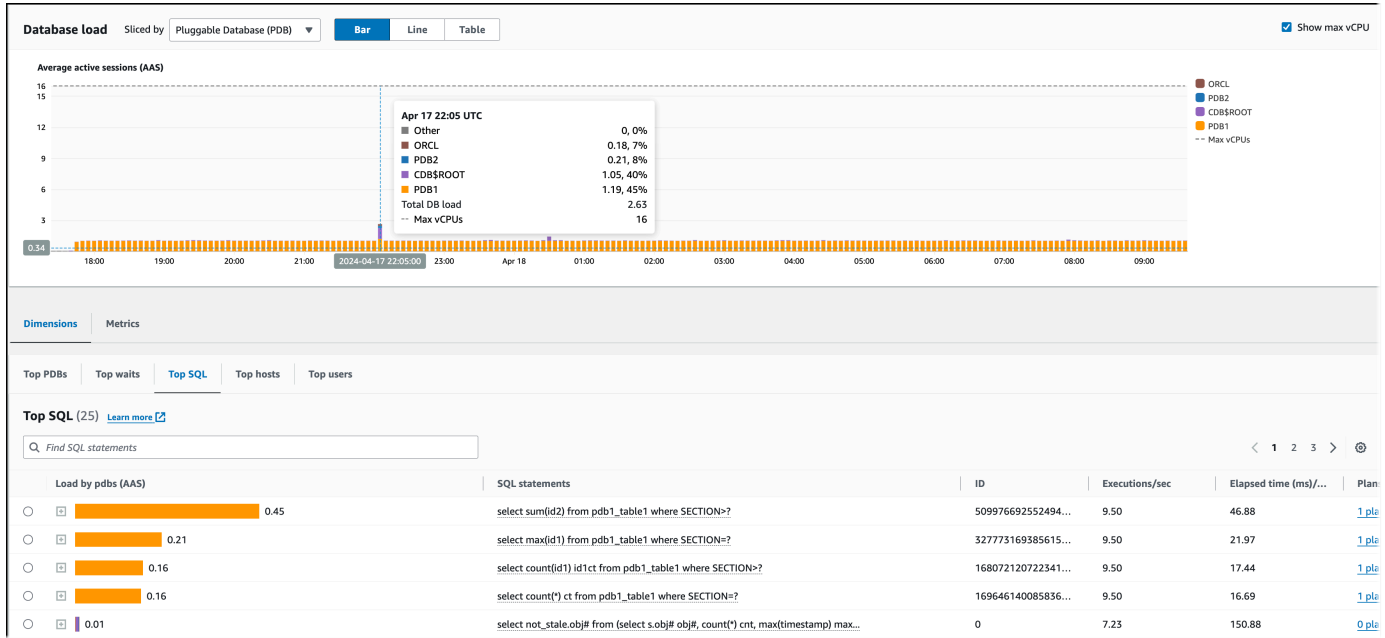 Database load Sliced by Pluggable Database (PDB) Bar Line Table Show max vCPU
Average active sessions (AAS)
16
15
12
9
6
3
0.34
Apr 17 22:05 UTC
Other 0, 0%
ORCL 0.18, 7%
PDB2 0.21, 8%
CDB$ROOT 1.05, 40%
PDB1 1.19, 45%
Total DB load 2.63
Max vCPUs 16
ORCL
PDB2
CDB$ROOT
PDB1
Max vCPUs
18:00 19:00 20:00 21:00 2024-04-17 22:05:00 23:00 Apr 18 01:00 02:00 03:00 04:00 05:00 06:00 07:00 08:00 09:00
Dimensions Metrics
Top PDBs Top waits Top SQL Top hosts Top users
Top SQL (25) Learn more
Find SQL statements 1 2 3
Load by pdbs (AAS) SQL statements ID Executions/sec Elapsed time (ms)/... Plan
0.45 select sum(id2) from pdb1_table1 where SECTION>? 509976692552494... 9.50 46.88 1 pla
0.21 select max(id1) from pdb1_table1 where SECTION=? 327773169385615... 9.50 21.97 1 pla
0.16 select count(id1) id1ct from pdb1_table1 where SECTION>? 168072120722341... 9.50 17.44 1 pla
0.16 select count(*) ct from pdb1_table1 where SECTION=? 169646140085836... 9.50 16.69 1 pla
0.01 select not_stale.obj# from (select s.obj# obj#, count(*) cnt, max(timestamp) max... 0 7.23 150.88 0 pla